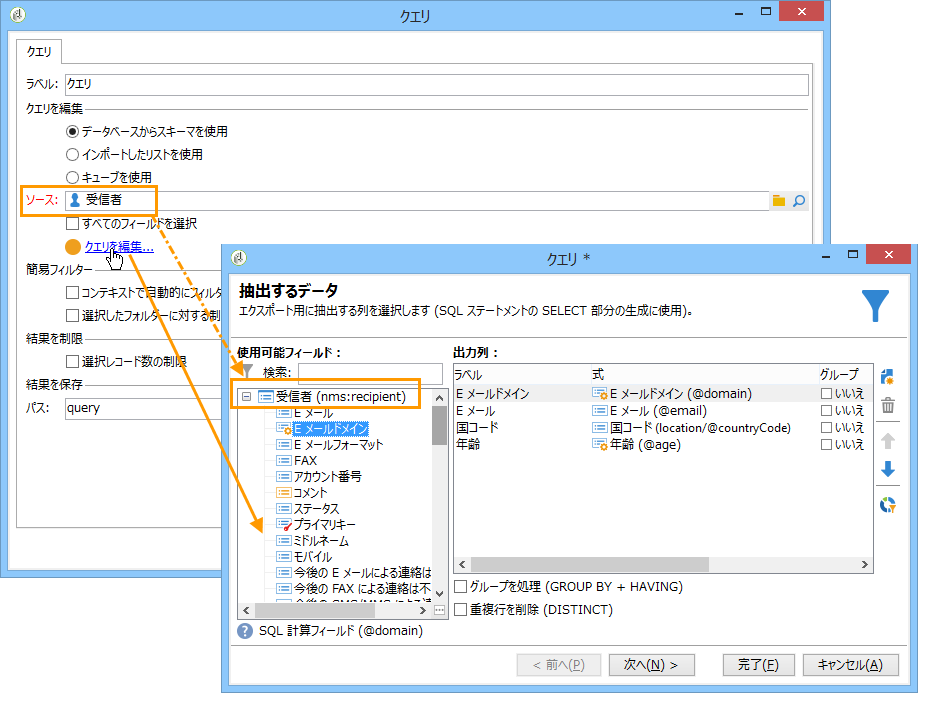 クエリ
クエリ
ラベル: クエリ
クエリを編集
データベースからスキーマを使用
インポートしたリストを使用
キューブを使用
ソース: 受信者
すべてのフィールドを選択
クエリを編集...
簡易フィルター
コンテキストで自動的にフィルタ
選択したフォルダーに対する制
結果を制限
選択レコード数の制限
結果を保存
パス: query
クエリ *
抽出するデータ
エクスポート用に抽出する列を選択します (SQL ステートメントの SELECT 部分の生成に使用)。
使用可能フィールド :
検索:
受信者 (nms:recipient)
E メール
E メールドメイン
E メールフォーマット
FAX
アカウント番号
コメント
ステータス
プライマリキー
ミドルネーム
モバイル
今後の E メールによる連絡は
今後の FAX による連絡は不
今後の SMS/MMS による連
出力列 :
ラベル 式 グループ
E メールドメイン E メールドメイン (@domain) いいえ
E メール E メール (@email) いいえ
国コード 国コード (location/@countryCode) いいえ
年齢 年齢 (@age) いいえ
グループを処理 (GROUP BY + HAVING)
重複行を削除 (DISTINCT)
SQL 計算フィールド (@domain)
< 前へ(P) 次へ(N) > 完了(F) キャンセル(A)